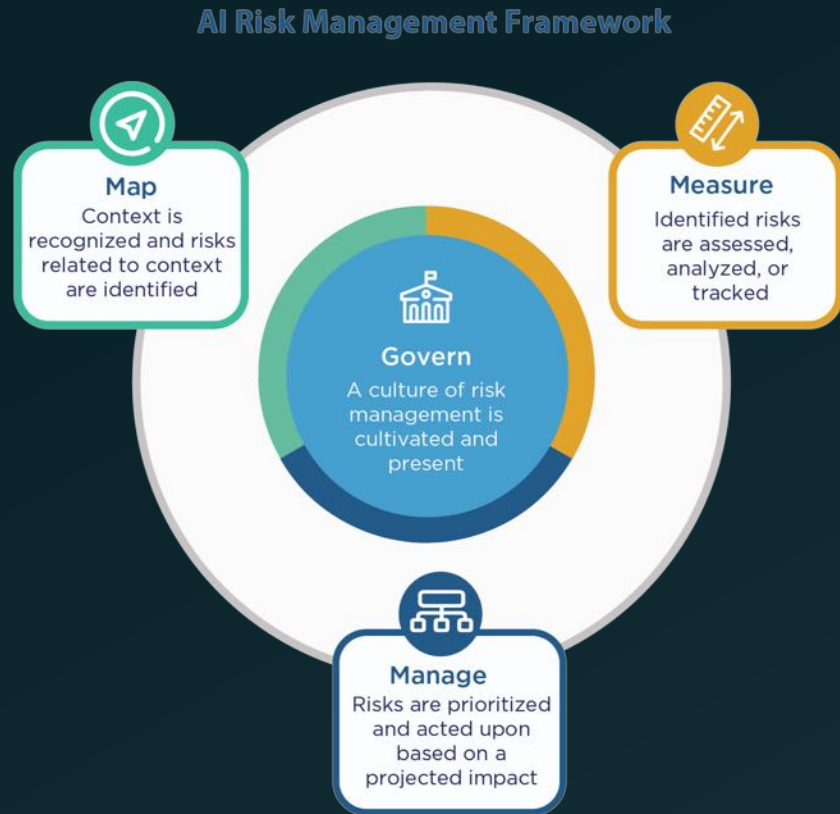 AI Risk Management Framework
Map
Context is
recognized and risks
related to context
are identified
Measure
Identified risks
are assessed,
analyzed, or
tracked
Govern
A culture of risk
management is
cultivated and
present
Manage
Risks are prioritized
and acted upon
based on a
projected impact